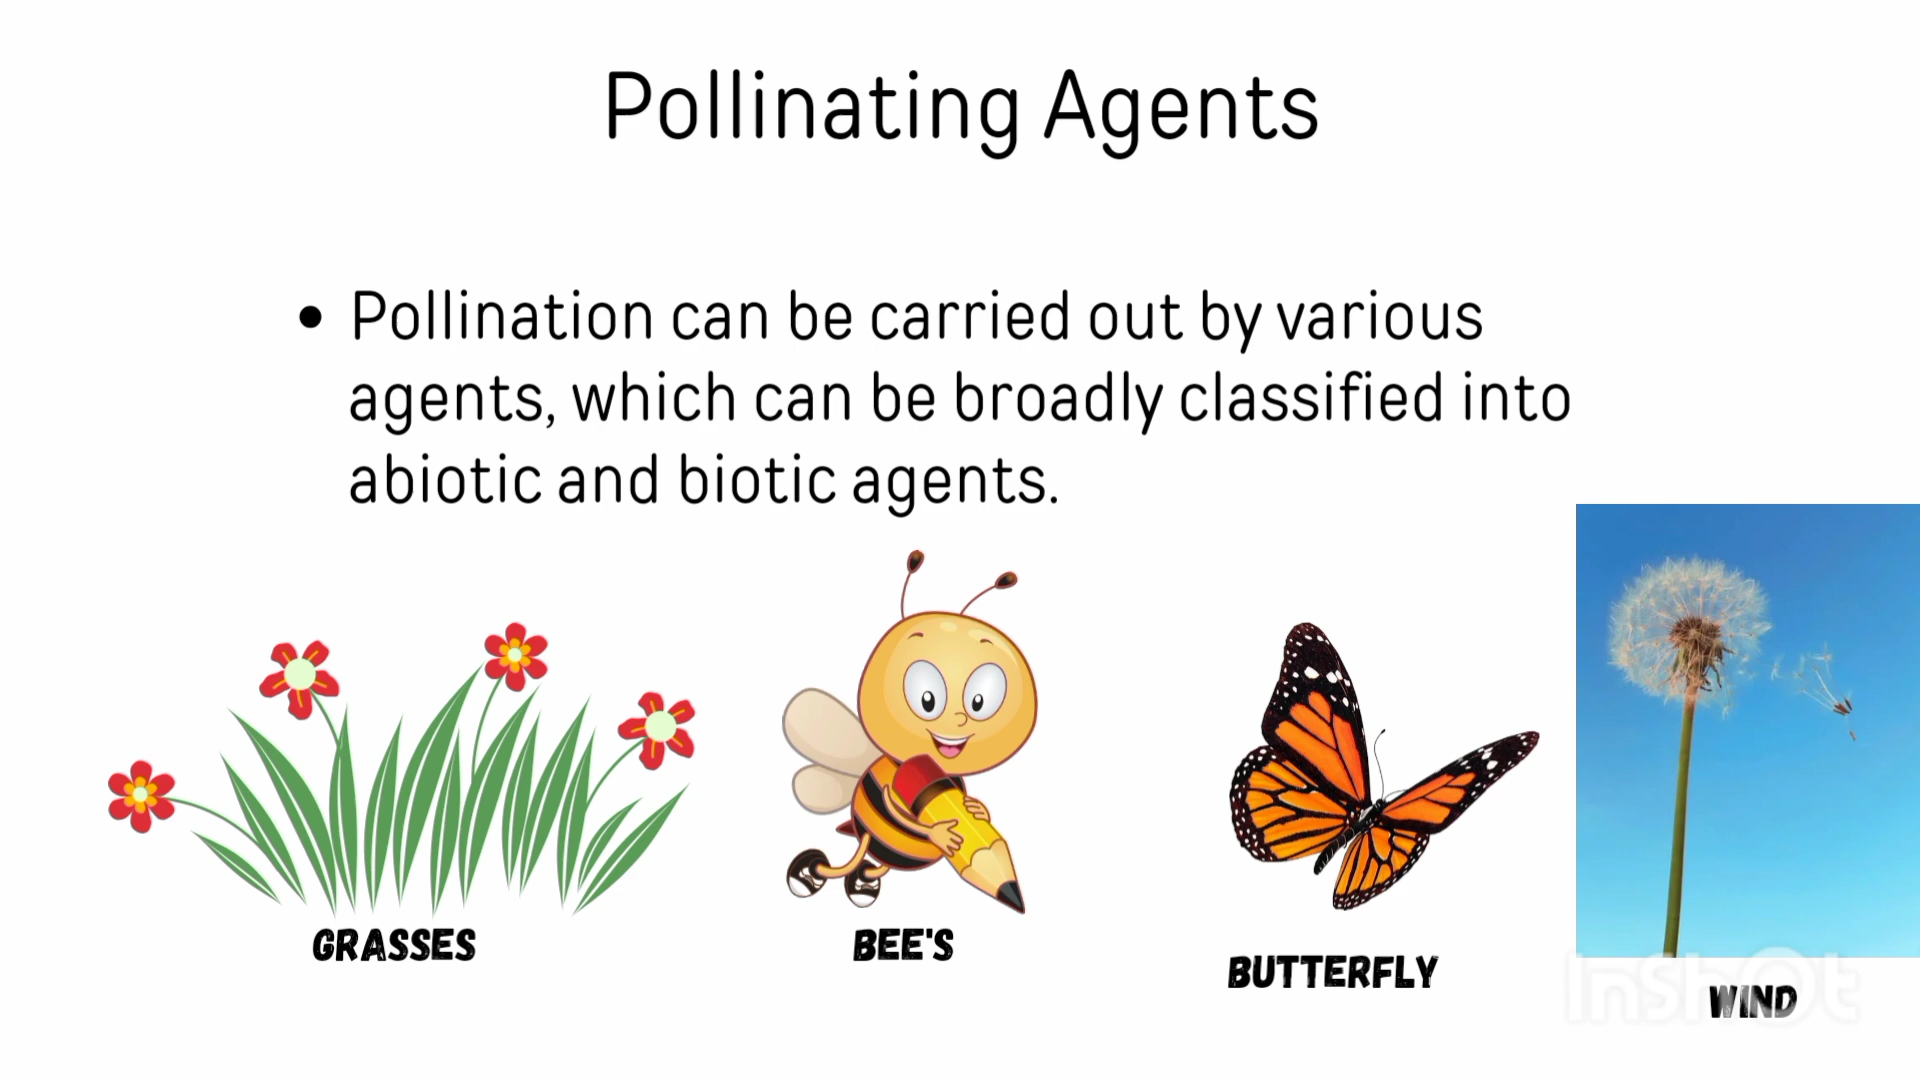 Pollinating Agents
• Pollination can be carried out by various
agents, which can be broadly classified into
abiotic and biotic agents.
GRASSES
BEE'S
BUTTERFLY
WIND
InShOt